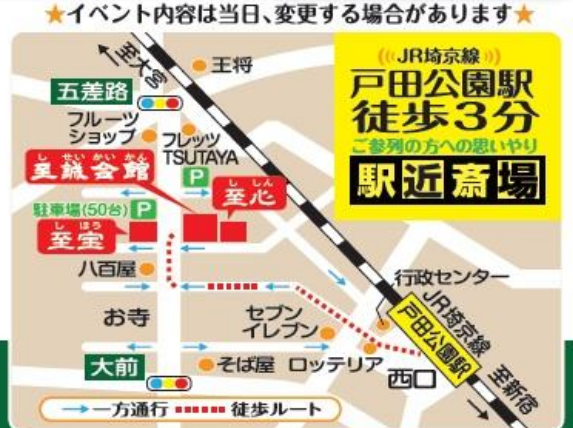 ★イベント内容は当日、変更する場合があります★
至大宮
王将
五差路
フルーツ
ショップ
フレッツ
TSUTAYA
し せい かい かん
至誠会館
P
し しん
至心
駐車場(50台) P
し ほう
至宝
八百屋
お寺
大前
セブン
イレブン
そば屋
ロッテリア
行政センター
JR埼京線
戸田公園駅
西口
至新宿
→一方通行
徒歩ルート
((JR埼京線))
戸田公園駅
徒歩3分
ご参列の方への思いやり
駅近斎場